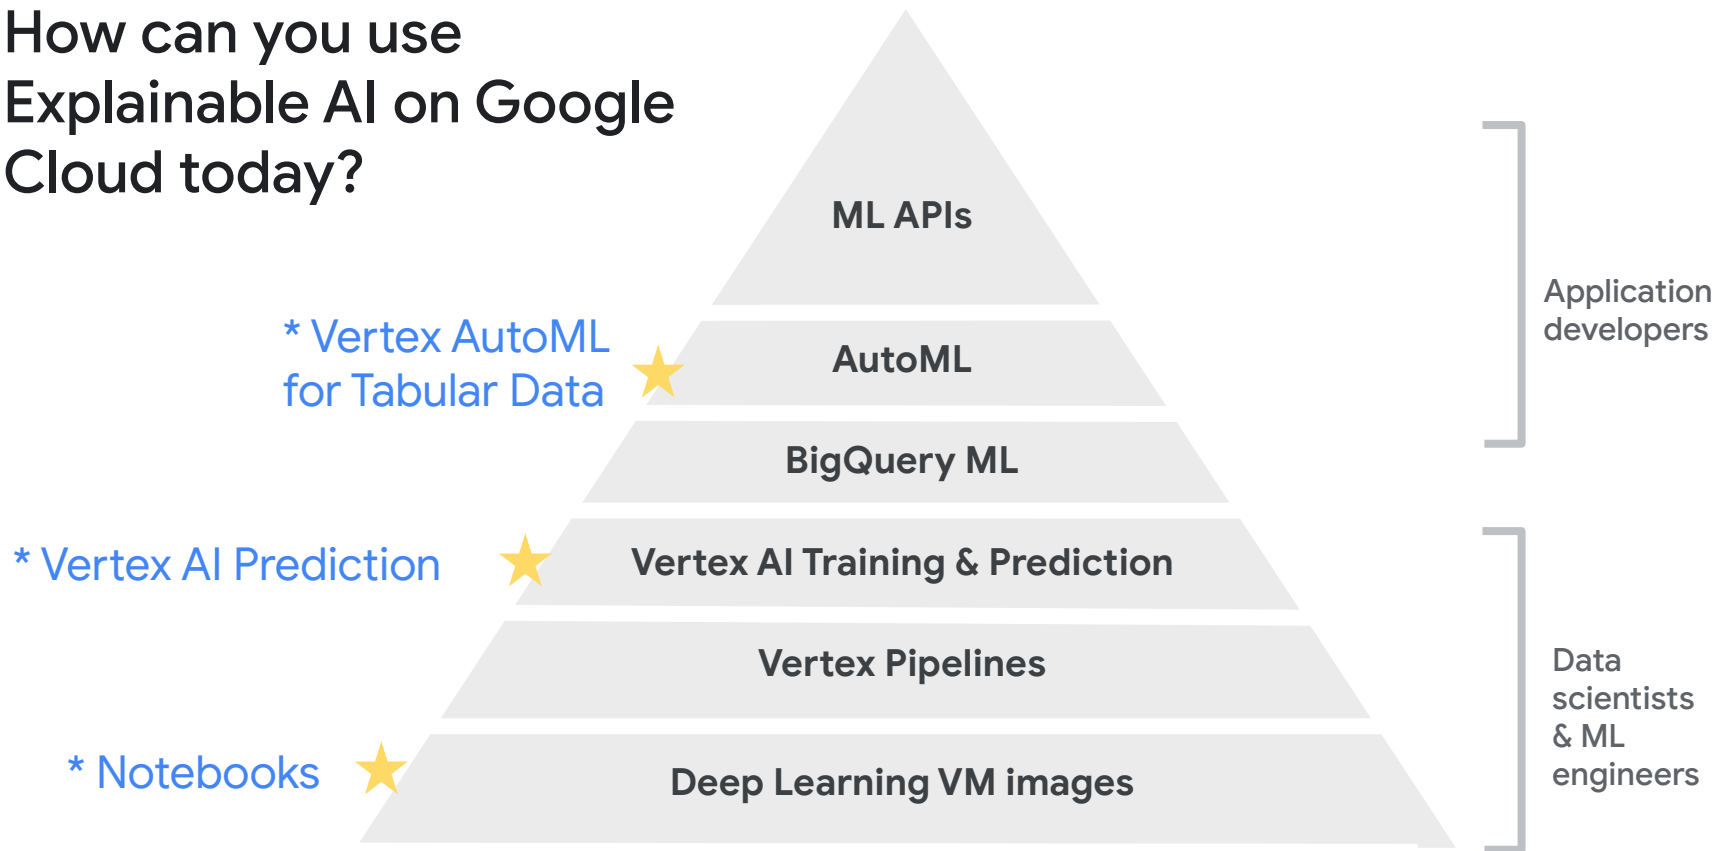 How can you use
Explainable AI on Google
Cloud today?
ML APIs
Application
developers
* Vertex AutoML
for Tabular Data
AutoML
BigQuery ML
* Vertex AI Prediction
Vertex AI Training & Prediction
Vertex Pipelines
Data
scientists
& ML
engineers
* Notebooks
Deep Learning VM images